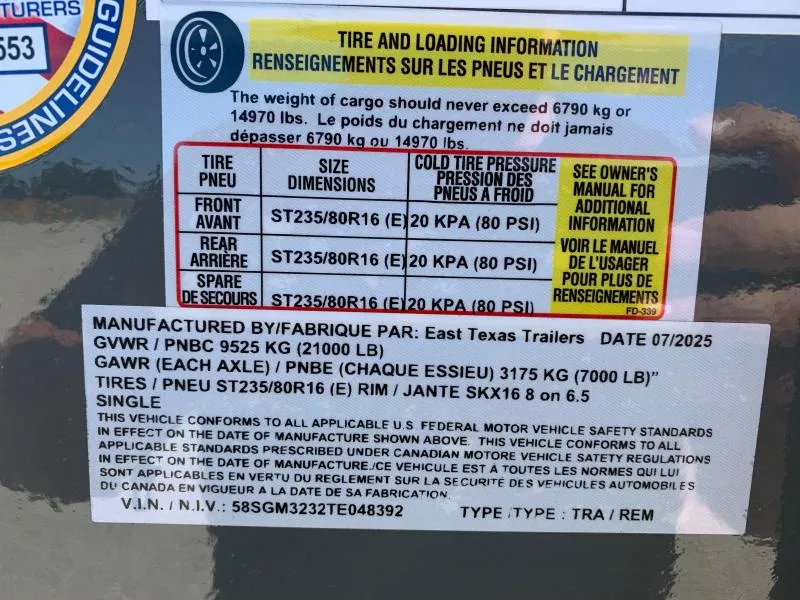 TURERS
553
GUIDELINES
TIRE AND LOADING INFORMATION
RENSEIGNEMENTS SUR LES PNEUS ET LE CHARGEMENT
The weight of cargo should never exceed 6790 kg or
14970 lbs. Le poids du chargement ne doit jamais
dépasser 6790 kg ou 14970 lbs.
TIRE
PNEU
SIZE
DIMENSIONS
COLD TIRE PRESSURE
PRESSION DES
PNEUS A FROID
SEE OWNER'S
MANUAL FOR
ADDITIONAL
INFORMATION
VOIR LE MANUEL
DE L'USAGER
POUR PLUS DE
RENSEIGNEMENTS
FD-339
FRONT
AVANT
ST235/80R16 (E) 20 KPA (80 PSI)
REAR
ARRIÈRE
ST235/80R16 (E) 20 KPA (80 PSI)
SPARE
DE SECOURS
ST235/80R16 (E) 20 KPA (80 PSI)
MANUFACTURED BY/FABRIQUE PAR: East Texas Trailers DATE 07/2025
GVWR / PNBC 9525 KG (21000 LB)
GAWR (EACH AXLE) / PNBE (CHAQUE ESSIEU) 3175 KG (7000 LB)"
TIRES / PNEU ST235/80R16 (E) RIM / JANTE SKX16 8 on 6.5
SINGLE
THIS VEHICLE CONFORMS TO ALL APPLICABLE U.S. FEDERAL MOTOR VEHICLE SAFETY STANDARDS
IN EFFECT ON THE DATE OF MANUFACTURE SHOWN ABOVE. THIS VEHICLE CONFORMS TO ALL
APPLICABLE STANDARDS PRESCRIBED UNDER CANADIAN MOTORE VEHICLE SAFETY REGULATIONS
IN EFFECT ON THE DATE OF MANUFACTURE./CE VEHICULE EST À TOUTES LES NORMES QUI LUI
SONT APPLICABLES EN VERTU DU REGLEMENT SUR LA SECURITÉ DES VEHICULES AUTOMOBILES
DU CANADA EN VIGUEUR A LA DATE DE SA FABRICATION.
V.I.N. / N.I.V.: 58SGM3232TE048392 TYPE /TYPE : TRA / REM